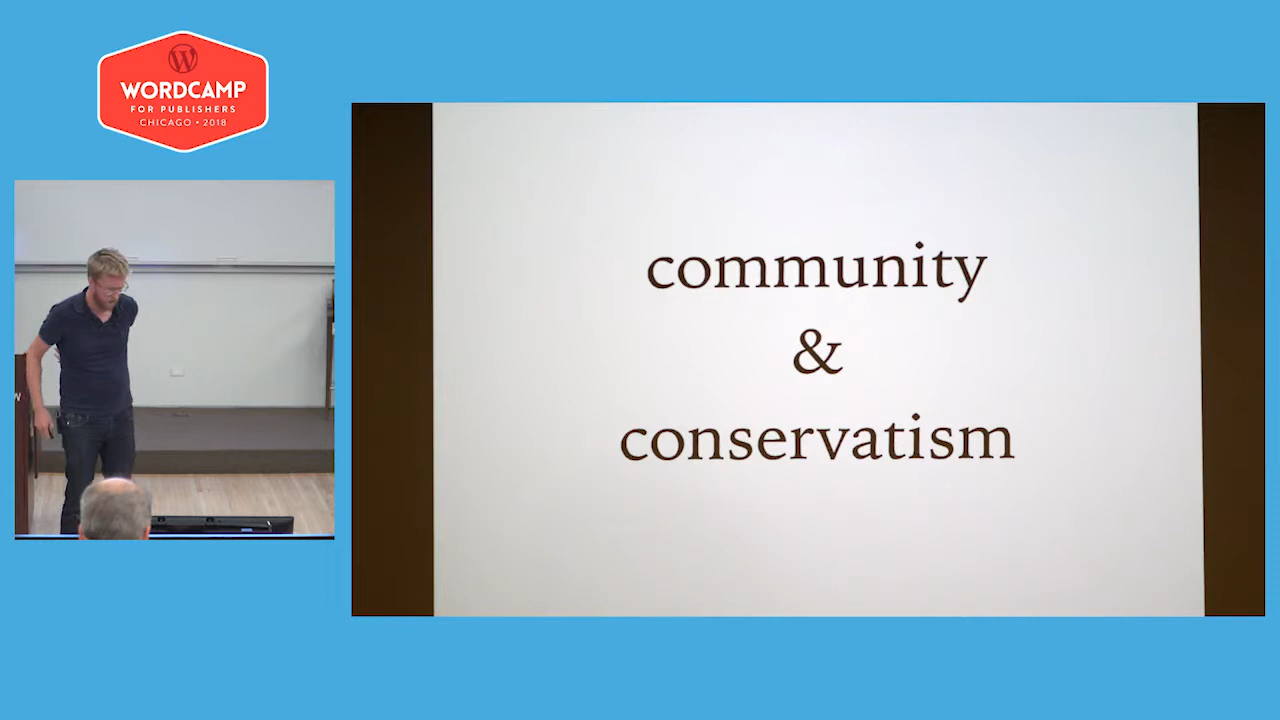 WORDCAMP
FOR PUBLISHERS
CHICAGO • 2018
community
&
conservatism
W